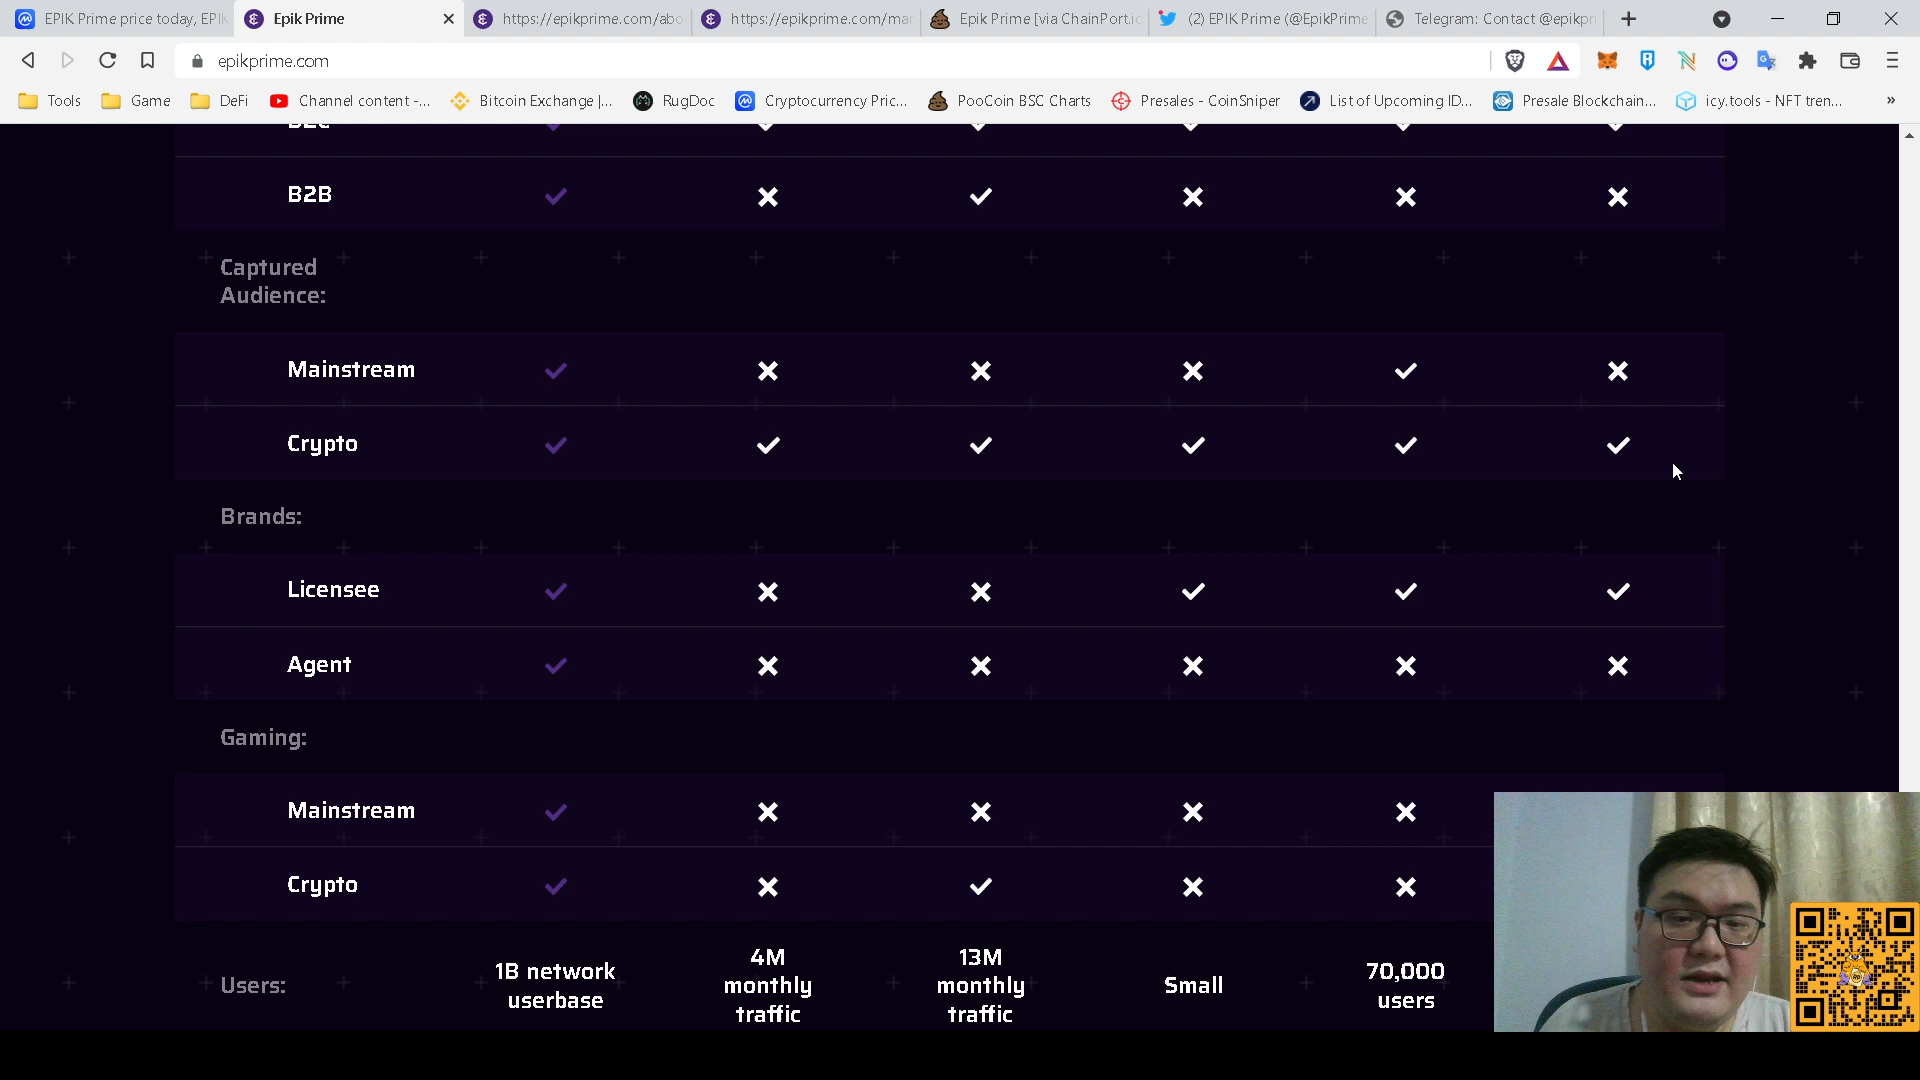 EPIK Prime price today, EPIK
Epik Prime
https://epikprime.com/abo
https://epikprime.com/mar
Epik Prime [via ChainPort.io
(2) EPIK Prime (@EpikPrime
Telegram: Contact @epikpri
epikprime.com
Tools
Game
DeFi
Channel content -...
Bitcoin Exchange |...
RugDoc
Cryptocurrency Pric...
PooCoin BSC Charts
Presales - CoinSniper
List of Upcoming ID...
Presale Blockchain...
icy.tools - NFT tren...
»
B2C
B2B
Captured
Audience:
Mainstream
Crypto
Brands:
Licensee
Agent
Gaming:
Mainstream
Crypto
Users:
1B network
userbase
4M
monthly
traffic
13M
monthly
traffic
Small
70,000
users